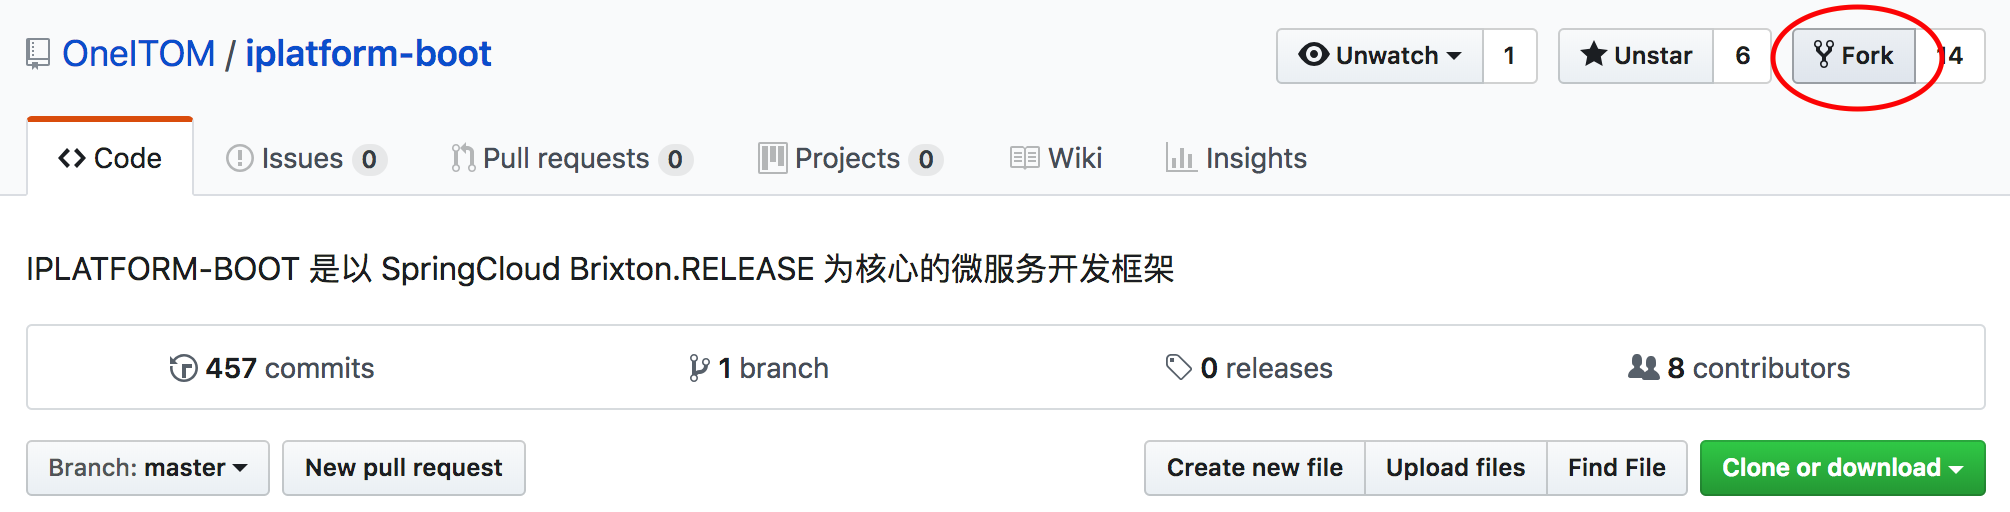 OneITOM / iplatform-boot
Unwatch 1 Unstar 6 Fork 14
Code Issues 0 Pull requests 0 Projects 0 Wiki Insights
IPLATFORM-BOOT 是以 SpringCloud Brixton.RELEASE 为核心的微服务开发框架
457 commits 1 branch 0 releases 8 contributors
Branch: master New pull request Create new file Upload files Find File Clone or download